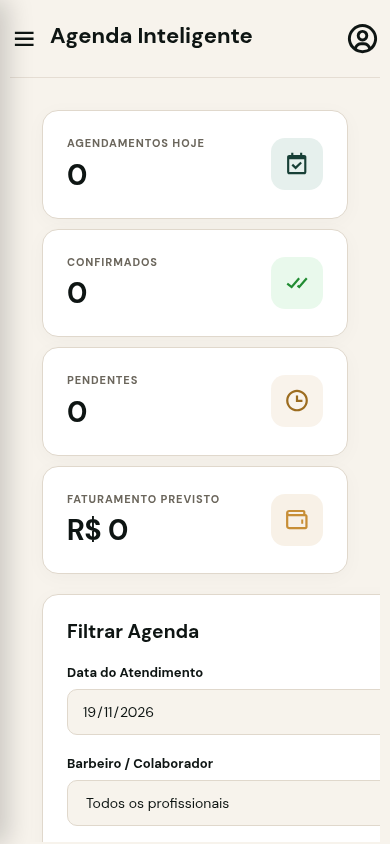 Agenda Inteligente
AGENDAMENTOS HOJE
0
CONFIRMADOS
0
PENDENTES
0
FATURAMENTO PREVISTO
R$ 0
Filtrar Agenda
Data do Atendimento
19/11/2026
Barbeiro / Colaborador
Todos os profissionais